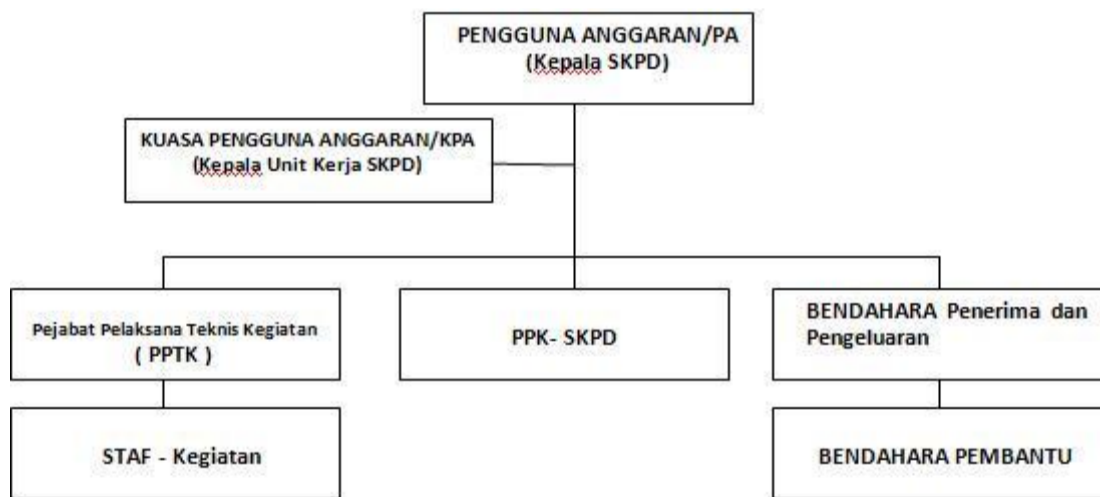 PENGGUNA ANGGARAN/PA
(Kepala SKPD)
KUASA PENGGUNA ANGGARAN/KPA
(Kepala Unit Kerja SKPD)
Pejabat Pelaksana Teknis Kegiatan
( PPTK )
PPK- SKPD
BENDAHARA Penerima dan
Pengeluaran
STAF - Kegiatan
BENDAHARA PEMBANTU